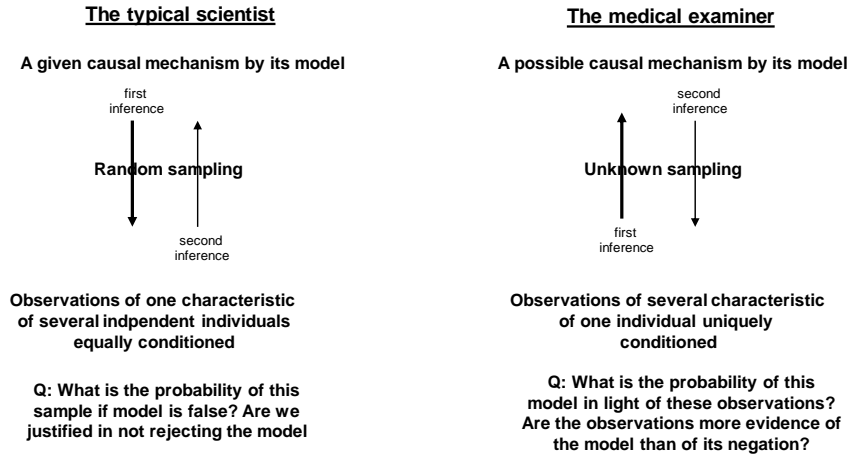 The typical scientist
A given causal mechanism by its model
first
inference
Random sampling
second
inference
Observations of one characteristic
of several indpendent individuals
equally conditioned
Q: What is the probability of this
sample if model is false? Are we
justified in not rejecting the model
The medical examiner
A possible causal mechanism by its model
second
inference
Unknown sampling
first
inference
Observations of several characteristic
of one individual uniquely
conditioned
Q: What is the probability of this
model in light of these observations?
Are the observations more evidence of
the model than of its negation?